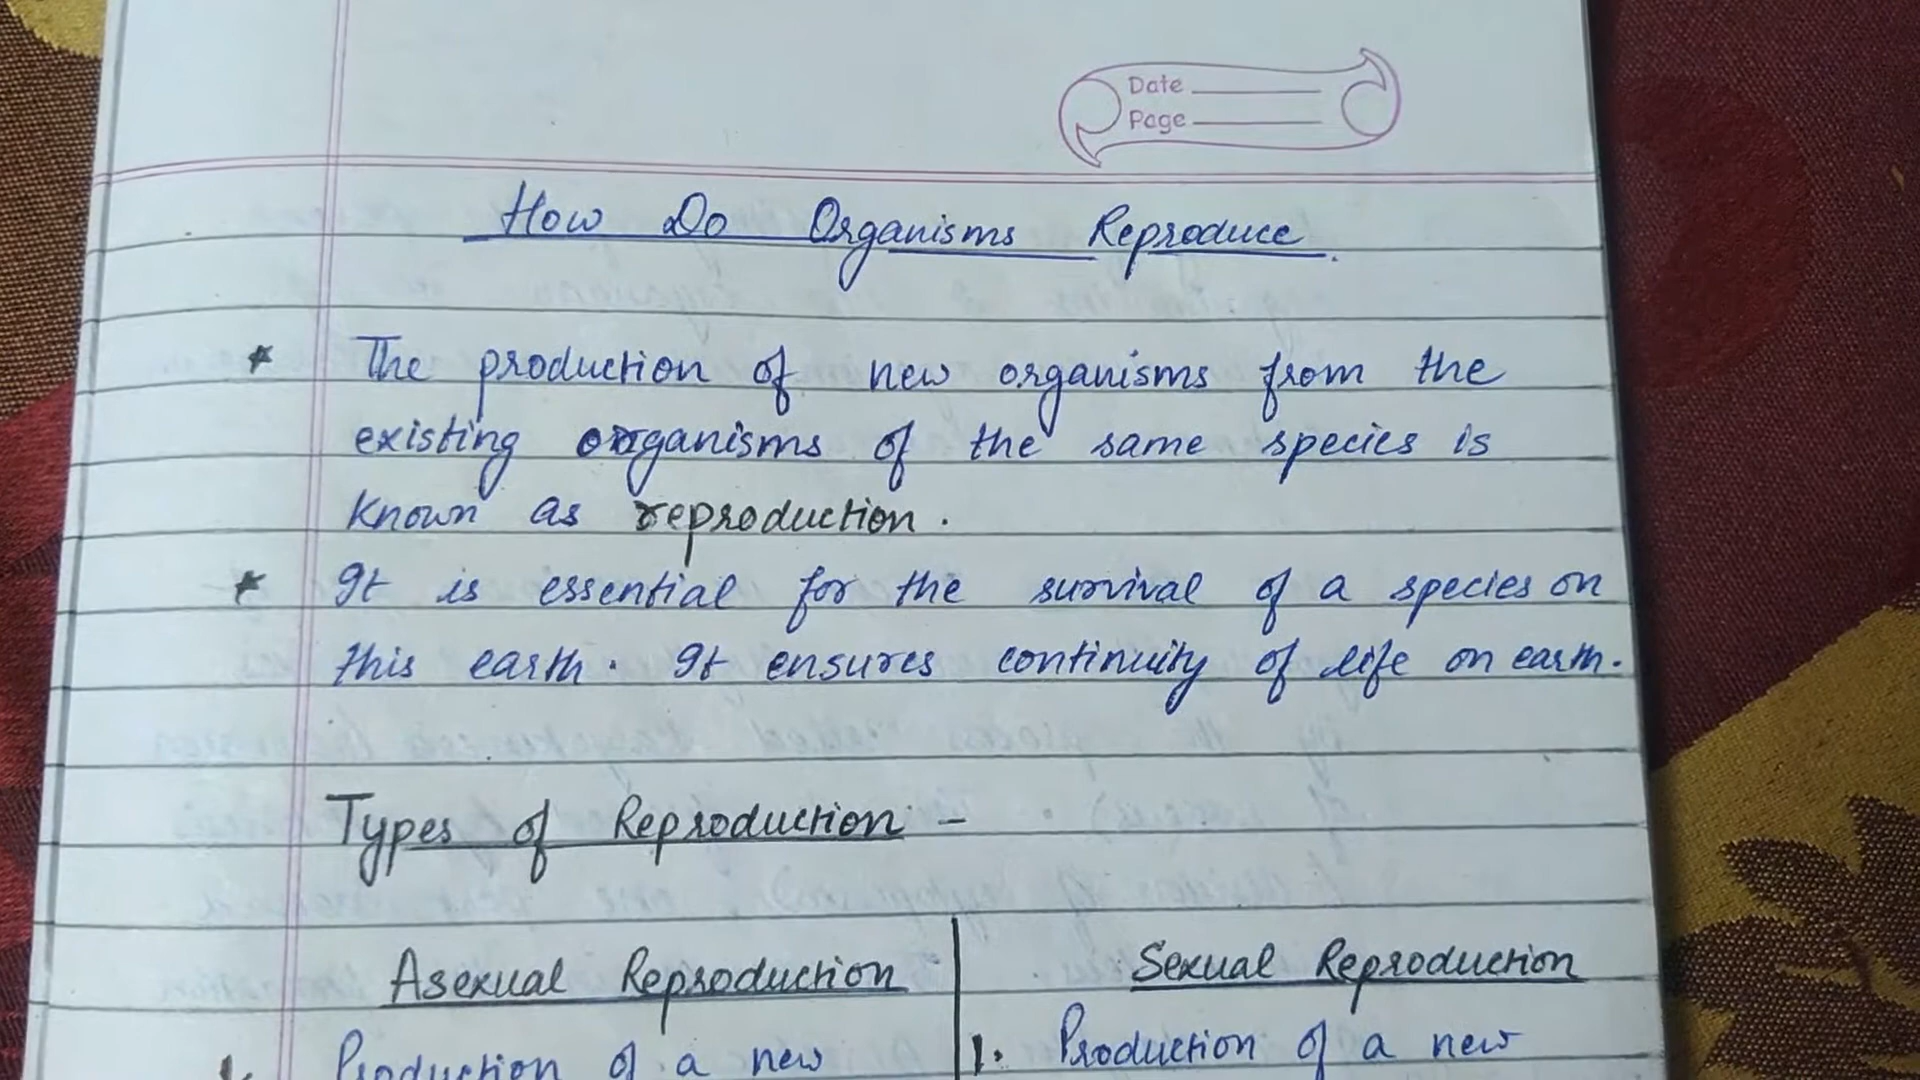 Date
Page
How Do Organisms Reproduce.
* The production of new organisms from the
existing organisms of the same species is
known as reproduction.
* It is essential for the survival of a species on
this earth. It ensures continuity of life on earth.
Types of Reproduction -
Asexual Reproduction
Sexual Reproduction
1. Production of a new
1. Production of a new